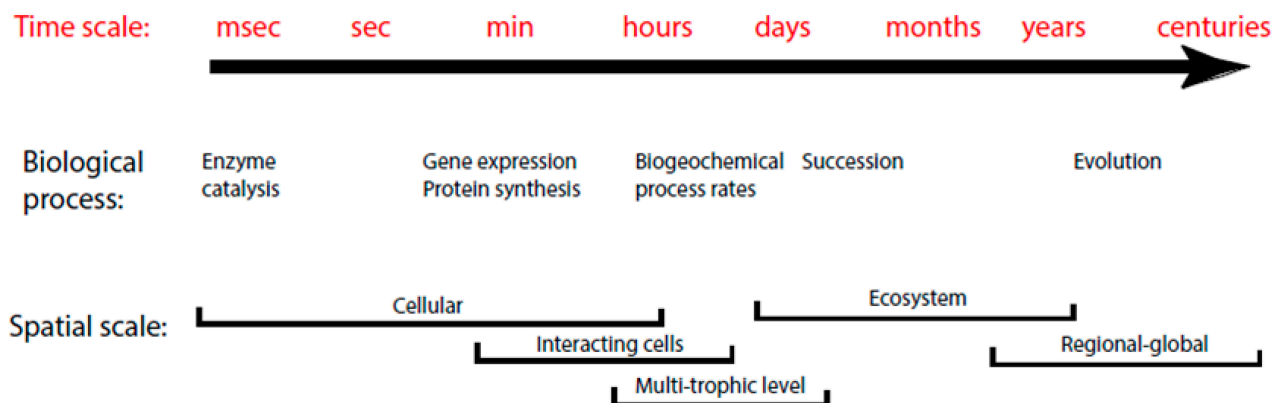 Time scale: msec sec min hours days months years centuries
Biological process:
Enzyme catalysis
Gene expression
Protein synthesis
Biogeochemical process rates
Succession
Evolution
Spatial scale:
Cellular
Ecosystem
Interacting cells
Regional-global
Multi-trophic level